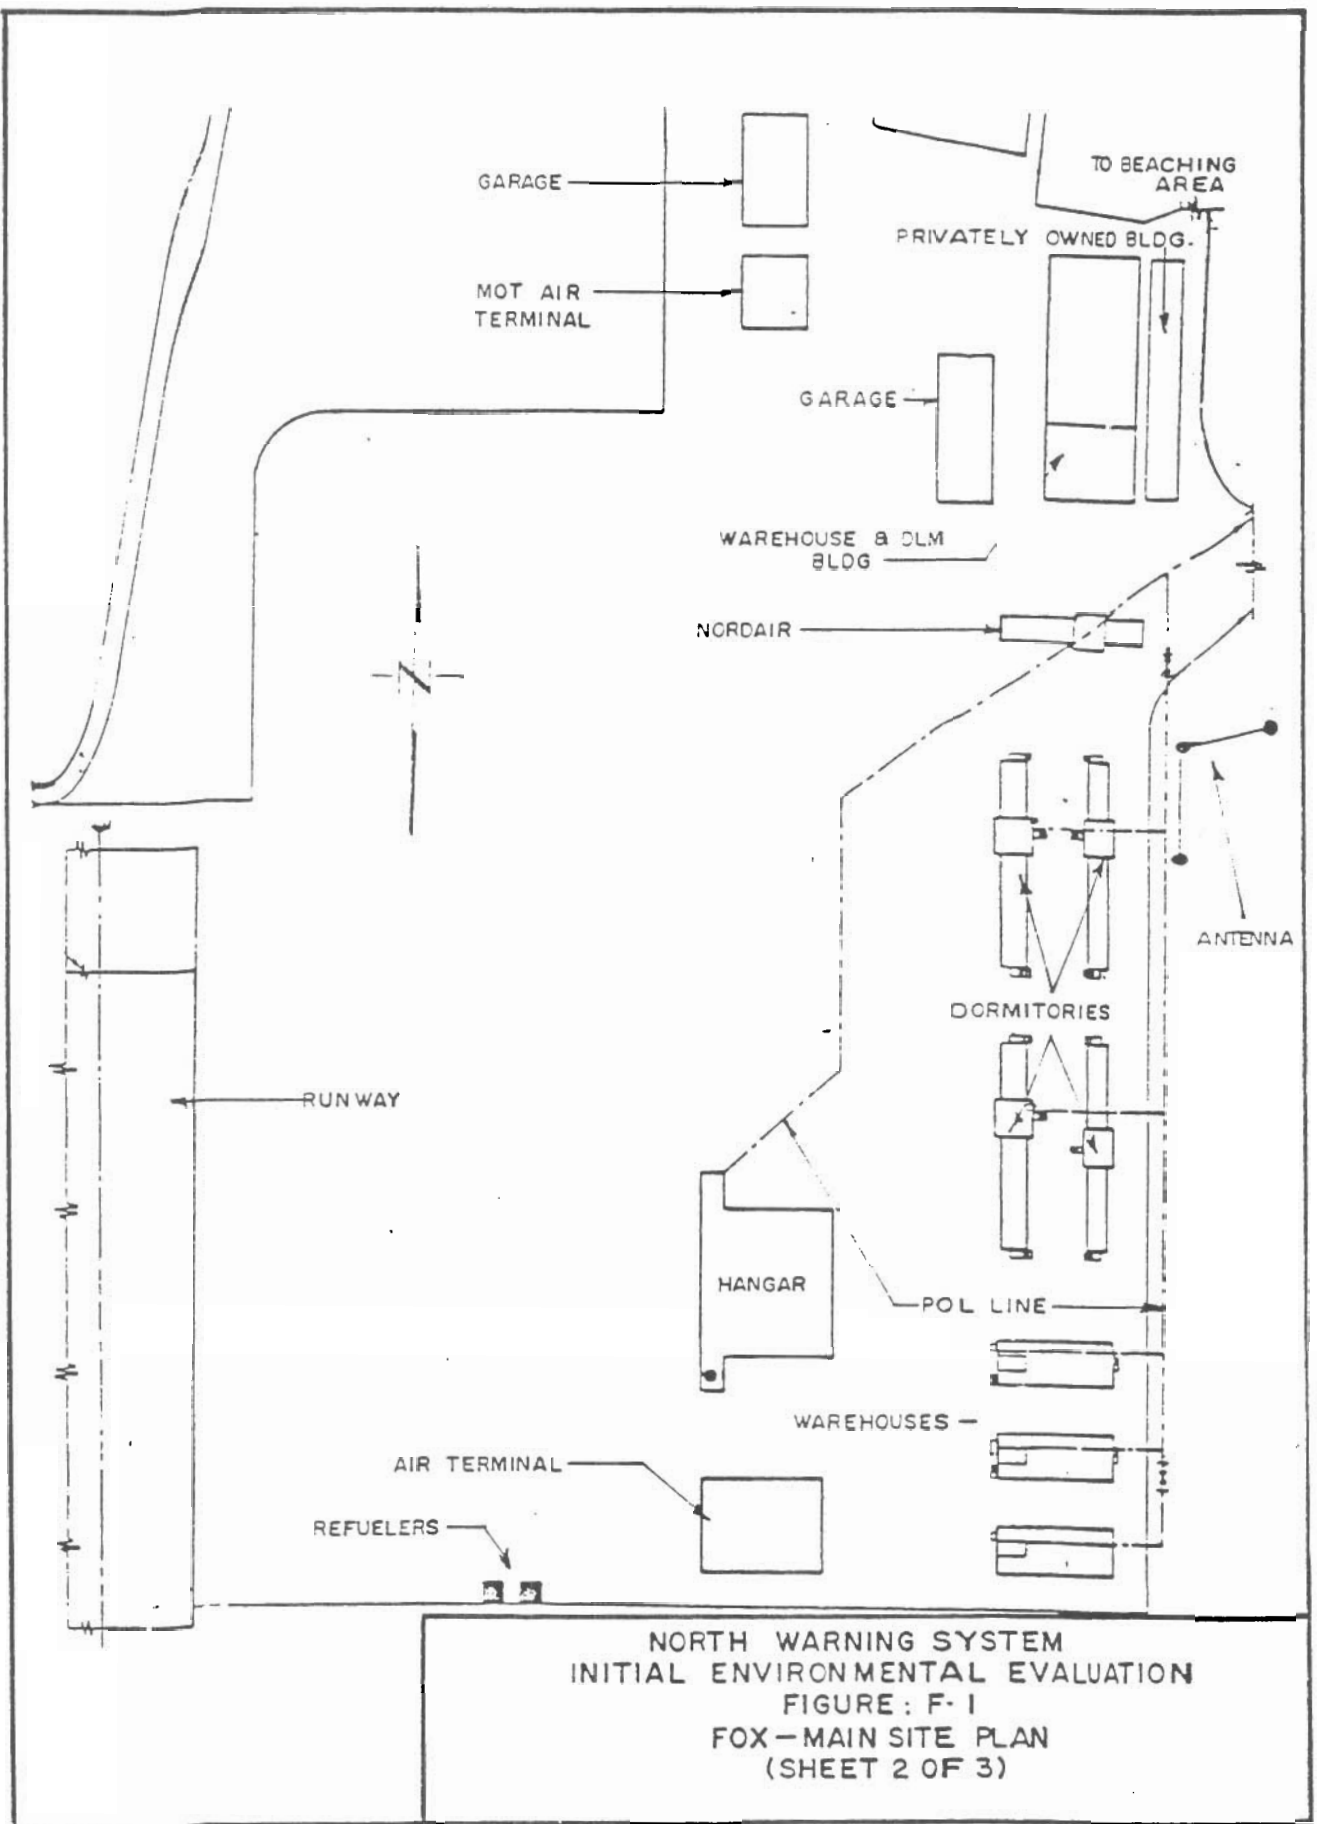 GARAGE
TO BEACHING
AREA
PRIVATELY OWNED BLDG.
MOT AIR
TERMINAL
GARAGE
WAREHOUSE & DLM
BLDG
NORDAIR
ANTENNA
DORMITORIES
RUNWAY
HANGAR
POL LINE
WAREHOUSES
AIR TERMINAL
REFUELERS
NORTH WARNING SYSTEM
INITIAL ENVIRONMENTAL EVALUATION
FIGURE: F-1
FOX-MAIN SITE PLAN
(SHEET 2 OF 3)